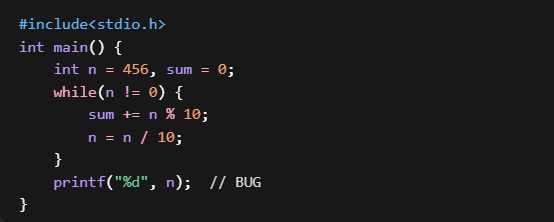 #include<stdio.h>
int main() {
    int n = 456, sum = 0;
    while(n != 0) {
        sum += n % 10;
        n = n / 10;
    }
    printf("%d", n);  // BUG
}